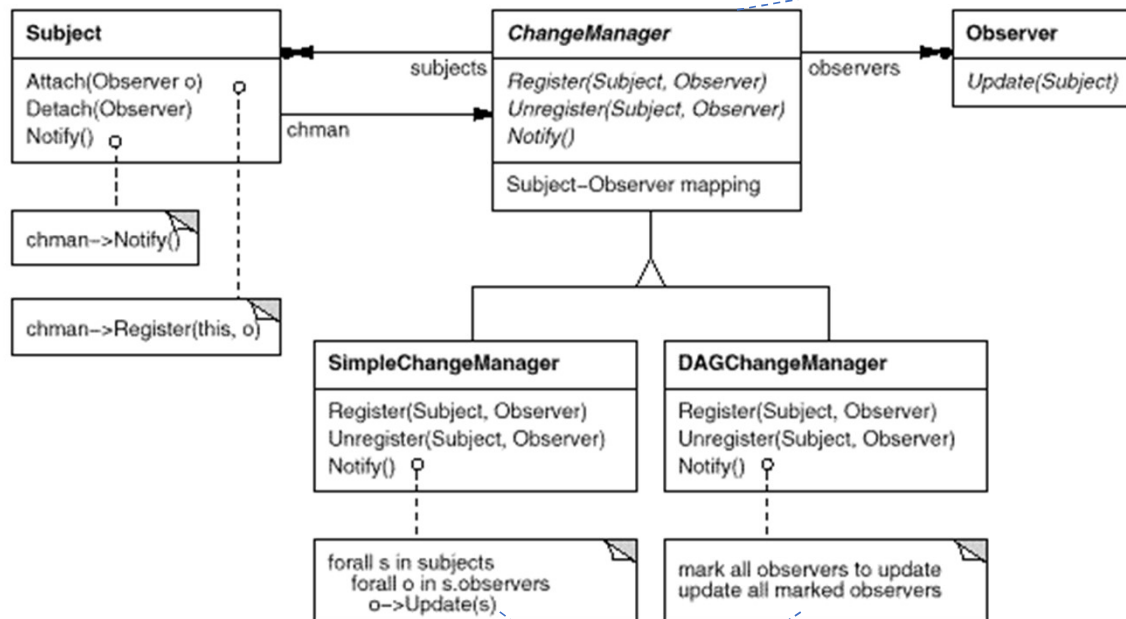 Subject
Attach(Observer o)
Detach(Observer)
Notify()
chman->Notify()
chman->Register(this, o)
subjects
chman
ChangeManager
Register(Subject, Observer)
Unregister(Subject, Observer)
Notify()
Subject-Observer mapping
observers
Observer
Update(Subject)
SimpleChangeManager
Register(Subject, Observer)
Unregister(Subject, Observer)
Notify()
forall s in subjects
forall o in s.observers
o->Update(s)
DAGChangeManager
Register(Subject, Observer)
Unregister(Subject, Observer)
Notify()
mark all observers to update
update all marked observers